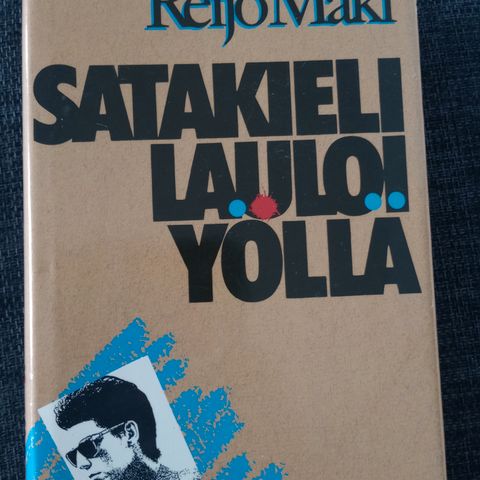 Reijo Mäki
SATAKIELI
LAULOI
YÖLLÄ